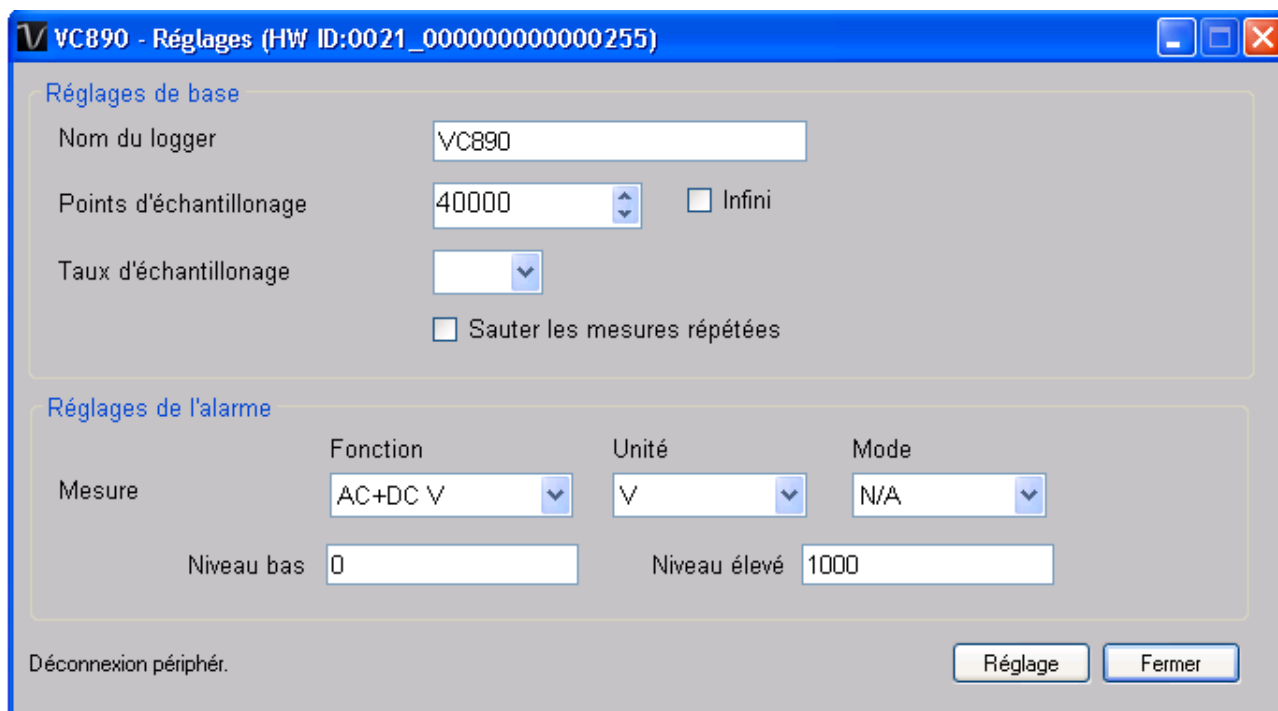 VC890 - Réglages (HW ID:0021_000000000000255)
Réglages de base
Nom du logger VC890
Points d'échantillonage 40000 Infini
Taux d'échantillonage
Sauter les mesures répétées
Réglages de l'alarme
Fonction Unité Mode
Mesure AC+DC V V N/A
Niveau bas 0 Niveau élevé 1000
Déconnexion périphér. Réglage Fermer